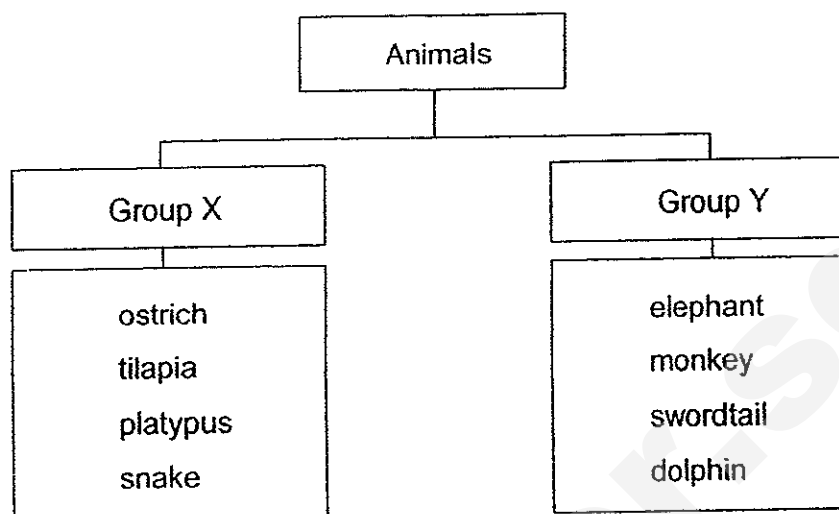 Animals
Group X
Group Y
ostrich
tilapia
platypus
snake
elephant
monkey
swordtail
dolphin